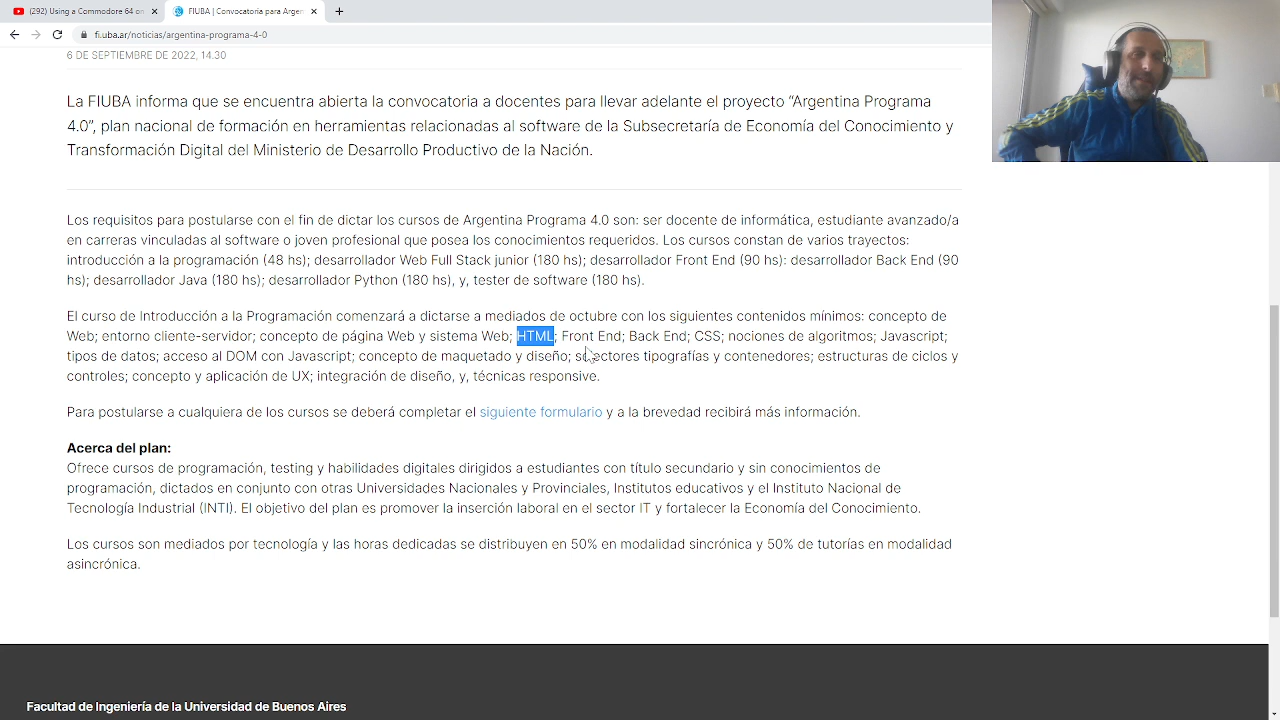 (292) Using a Commodore 64 on
FIUBA | Convocatoria para Argen
fi.uba.ar/noticias/argentina-programa-4-0
6 DE SEPTIEMBRE DE 2022, 14.30
La FIUBA informa que se encuentra abierta la convocatoria a docentes para llevar adelante el proyecto “Argentina Programa
4.0”, plan nacional de formación en herramientas relacionadas al software de la Subsecretaría de Economía del Conocimiento y
Transformación Digital del Ministerio de Desarrollo Productivo de la Nación.
Los requisitos para postularse con el fin de dictar los cursos de Argentina Programa 4.0 son: ser docente de informática, estudiante avanzado/a
en carreras vinculadas al software o joven profesional que posea los conocimientos requeridos. Los cursos constan de varios trayectos:
introducción a la programación (48 hs); desarrollador Web Full Stack junior (180 hs); desarrollador Front End (90 hs): desarrollador Back End (90
hs); desarrollador Java (180 hs); desarrollador Python (180 hs), y, tester de software (180 hs).
El curso de Introducción a la Programación comenzará a dictarse a mediados de octubre con los siguientes contenidos mínimos: concepto de
Web; entorno cliente-servidor; concepto de página Web y sistema Web; HTML; Front End; Back End; CSS; nociones de algoritmos; Javascript;
tipos de datos; acceso al DOM con Javascript; concepto de maquetado y diseño; selectores tipografías y contenedores; estructuras de ciclos y
controles; concepto y aplicación de UX; integración de diseño, y, técnicas responsive.
Para postularse a cualquiera de los cursos se deberá completar el siguiente formulario y a la brevedad recibirá más información.
Acerca del plan:
Ofrece cursos de programación, testing y habilidades digitales dirigidos a estudiantes con título secundario y sin conocimientos de
programación, dictados en conjunto con otras Universidades Nacionales y Provinciales, Institutos educativos y el Instituto Nacional de
Tecnología Industrial (INTI). El objetivo del plan es promover la inserción laboral en el sector IT y fortalecer la Economía del Conocimiento.
Los cursos son mediados por tecnología y las horas dedicadas se distribuyen en 50% en modalidad sincrónica y 50% de tutorías en modalidad
asincrónica.
Facultad de Ingeniería de la Universidad de Buenos Aires